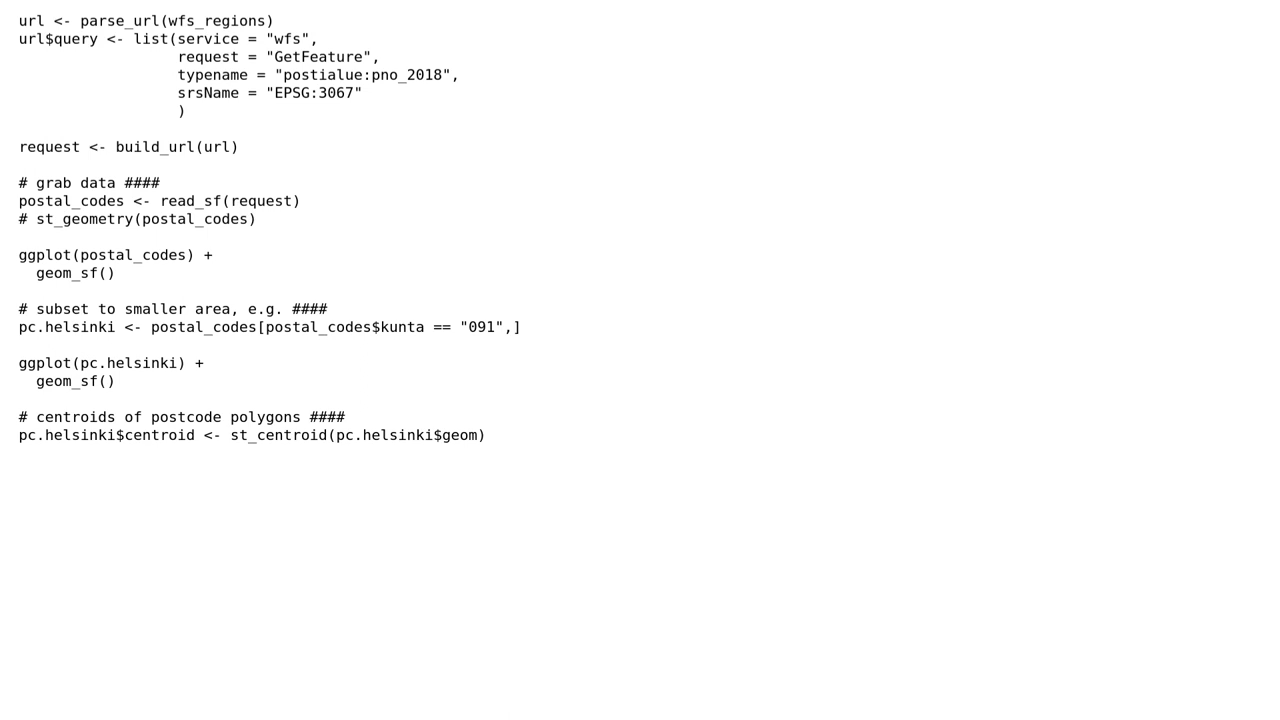 url <- parse_url(wfs_regions)
url$query <- list(service = "wfs",
                  request = "GetFeature",
                  typename = "postialue:pno_2018",
                  srsName = "EPSG:3067"
                  )

request <- build_url(url)

# grab data ####
postal_codes <- read_sf(request)
# st_geometry(postal_codes)

ggplot(postal_codes) +
  geom_sf()

# subset to smaller area, e.g. ####
pc.helsinki <- postal_codes[postal_codes$kunta == "091",]

ggplot(pc.helsinki) +
  geom_sf()

# centroids of postcode polygons ####
pc.helsinki$centroid <- st_centroid(pc.helsinki$geom)